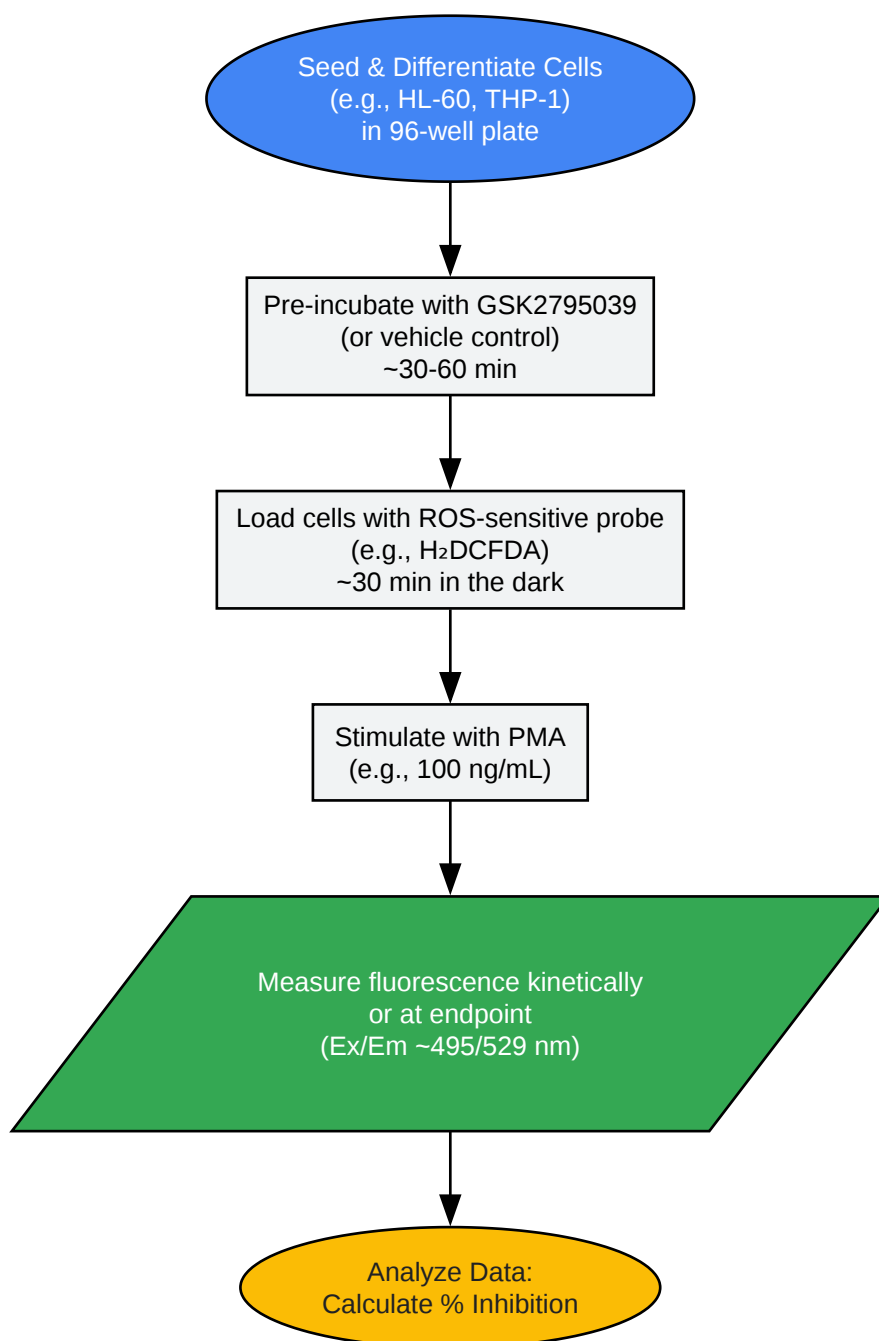 Seed & Differentiate Cells
(e.g., HL-60, THP-1)
in 96-well plate
Pre-incubate with GSK2795039
(or vehicle control)
~30-60 min
Load cells with ROS-sensitive probe
(e.g., H₂DCFDA)
~30 min in the dark
Stimulate with PMA
(e.g., 100 ng/mL)
Measure fluorescence kinetically
or at endpoint
(Ex/Em ~495/529 nm)
Analyze Data:
Calculate % Inhibition